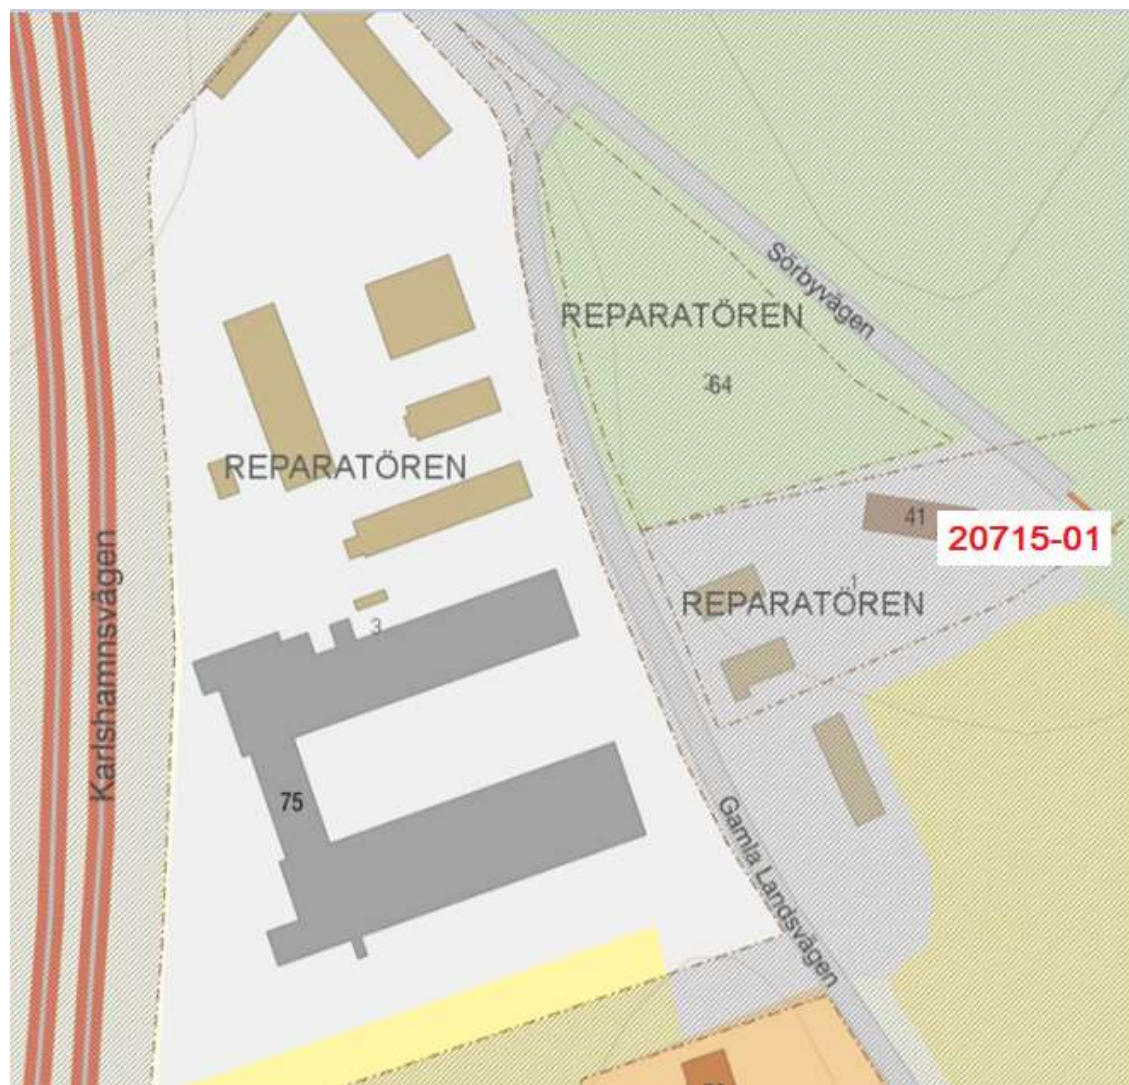 Sörbyvägen
REPARATÖREN
64
REPARATÖREN
41
20715-01
1
REPARATÖREN
3
Karlshamnsvägen
75
Gamla Landsvägen